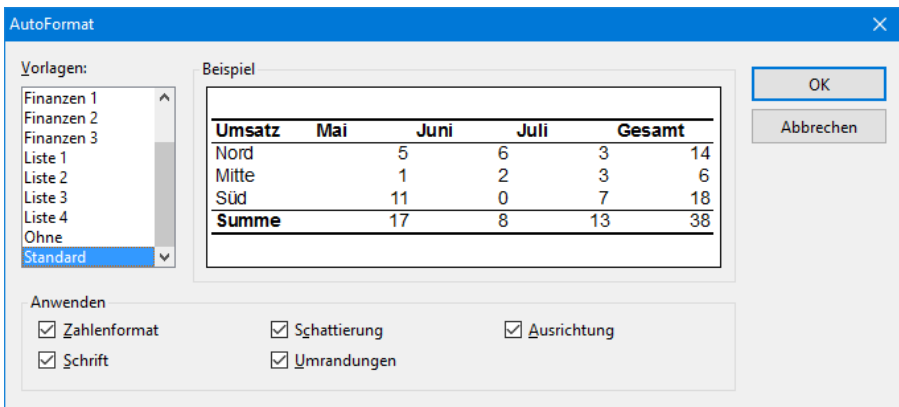 AutoFormat
Vorlagen:
Finanzen 1
Finanzen 2
Finanzen 3
Liste 1
Liste 2
Liste 3
Liste 4
Ohne
Standard
Beispiel
Umsatz Mai Juni Juli Gesamt
Nord 5 6 3 14
Mitte 1 2 3 6
Süd 11 0 7 18
Summe 17 8 13 38
OK
Abbrechen
Anwenden
Zahlenformat Schattierung Ausrichtung
Schrift Umrandungen